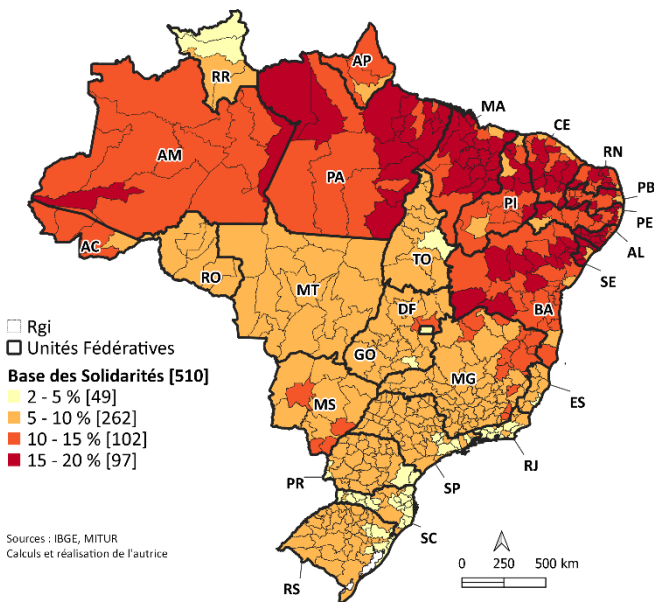 AP
RR
MA
CE
RN
AM
PA
PB
PI
PE
AL
AC
TO
SE
RO
MT
DF
BA
GO
MG
ES
MS
RJ
PR
SP
SC
RS
Rgi
Unités Fédératives
Base des Solidarités [510]
2 - 5 % [49]
5 - 10 % [262]
10 - 15 % [102]
15 - 20 % [97]
Sources : IBGE, MITUR
Calculs et réalisation de l'autrice
0 250 500 km